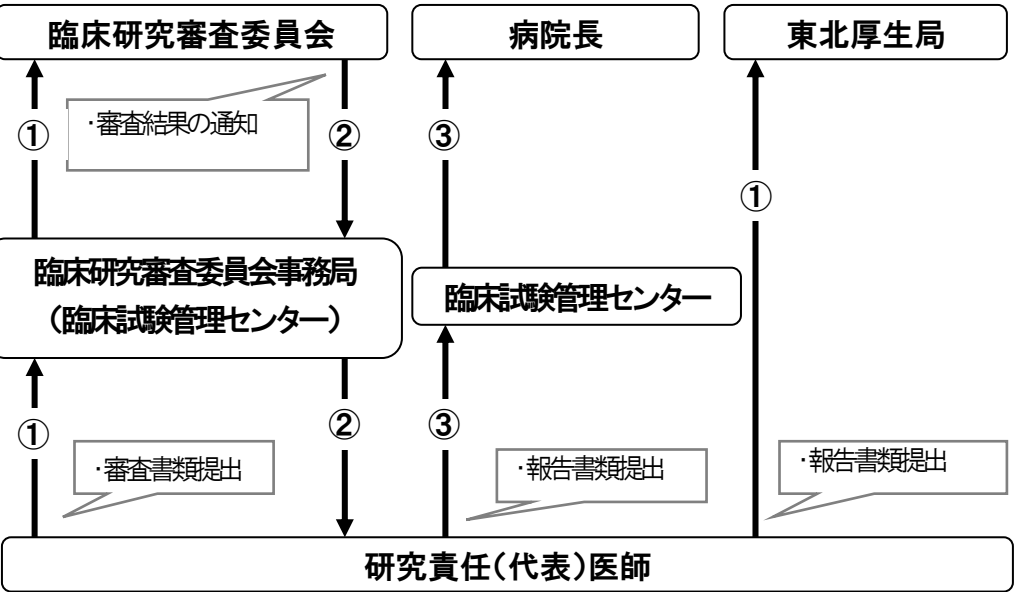 臨床研究審査委員会
病院長
東北厚生局
・審査結果の通知
①
②
③
①
臨床研究審査委員会事務局
（臨床試験管理センター）
臨床試験管理センター
①
②
③
・審査書類提出
・報告書類提出
・報告書類提出
研究責任（代表）医師